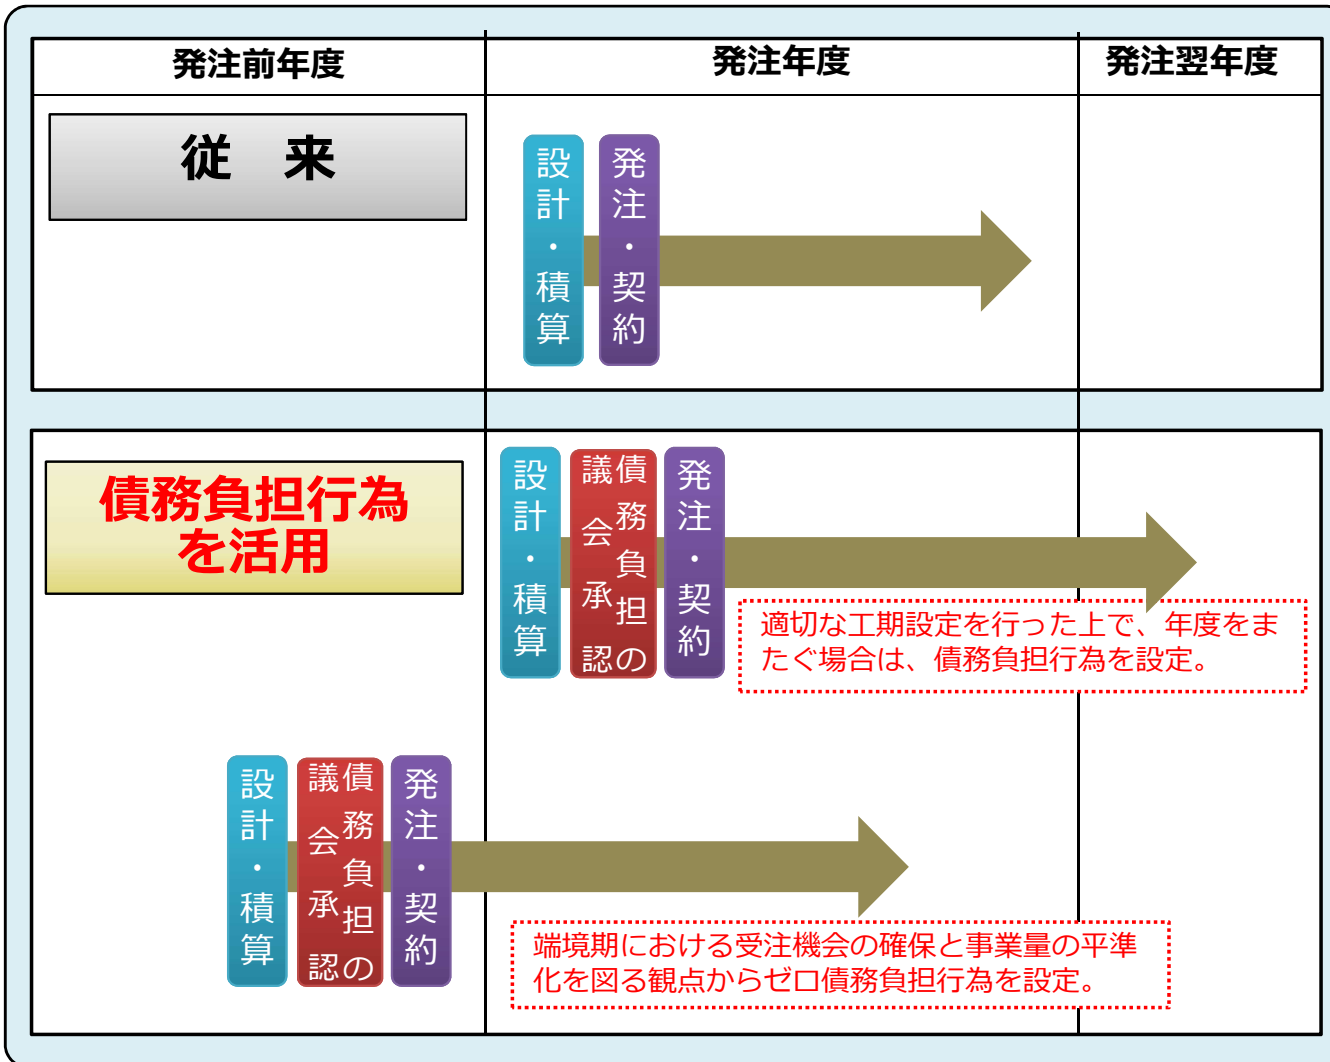 発注前年度
発注年度
発注翌年度
従　来
設計・積算
発注・契約
債務負担行為
を活用
設計・積算
債務負担の
議会承認
発注・契約
適切な工期設定を行った上で、年度をま
たぐ場合は、債務負担行為を設定。
設計・積算
債務負担の
議会承認
発注・契約
端境期における受注機会の確保と事業量の平準
化を図る観点からゼロ債務負担行為を設定。